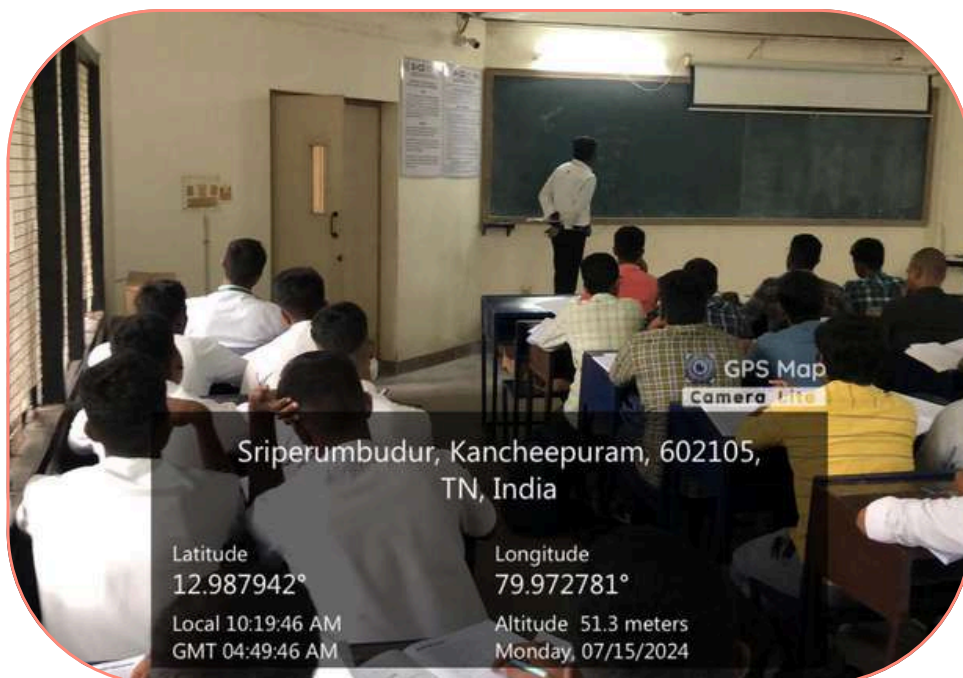 GPS Map
Camera Lite
Sriperumbudur, Kancheepuram, 602105,
TN, India
Latitude
12.987942°
Longitude
79.972781°
Local 10:19:46 AM
GMT 04:49:46 AM
Altitude 51.3 meters
Monday, 07/15/2024